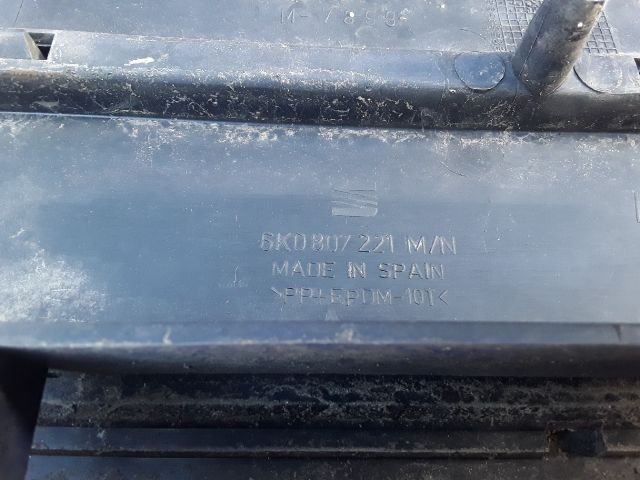 6K0 807 221 M/N
MADE IN SPAIN
>PP+EPDM-10T<